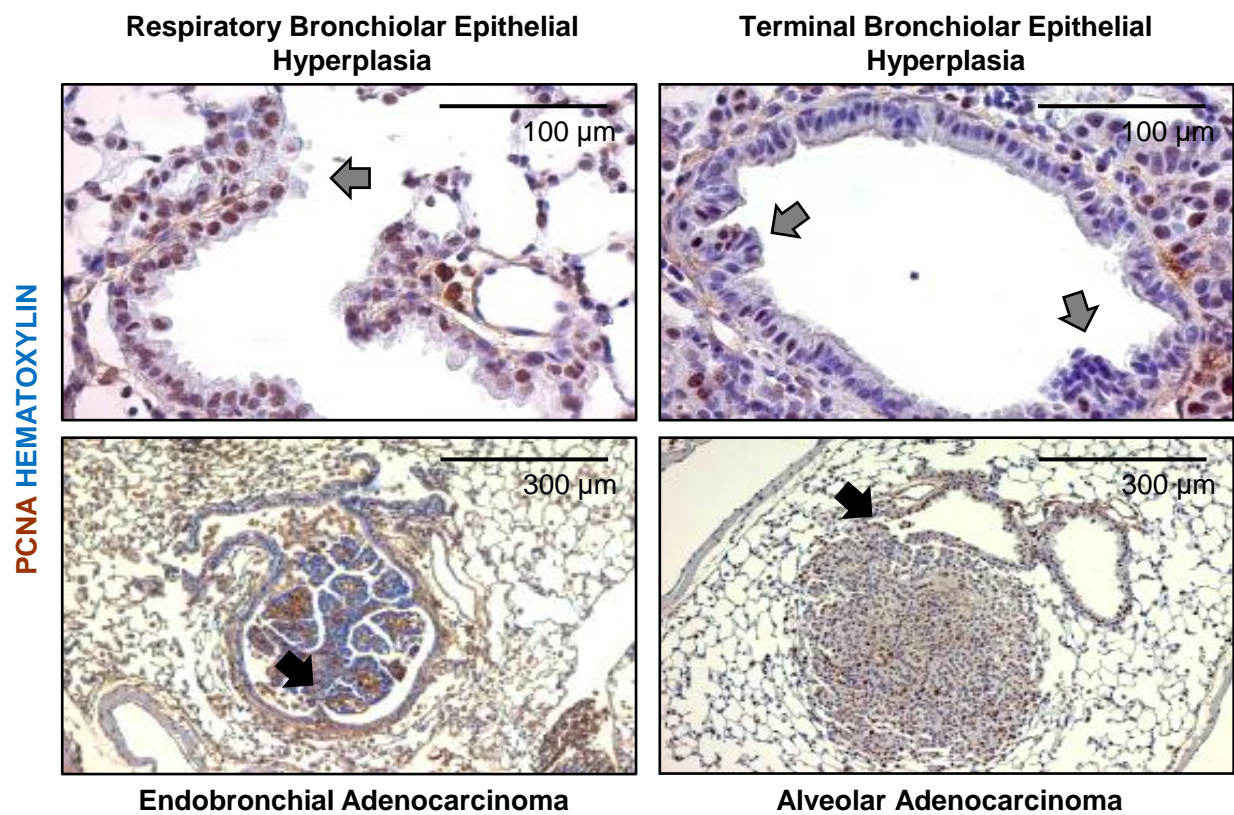 Respiratory Bronchiolar Epithelial
Hyperplasia
Terminal Bronchiolar Epithelial
Hyperplasia
100 µm
100 µm
PCNA HEMATOXYLIN
300 µm
300 µm
Endobronchial Adenocarcinoma
Alveolar Adenocarcinoma